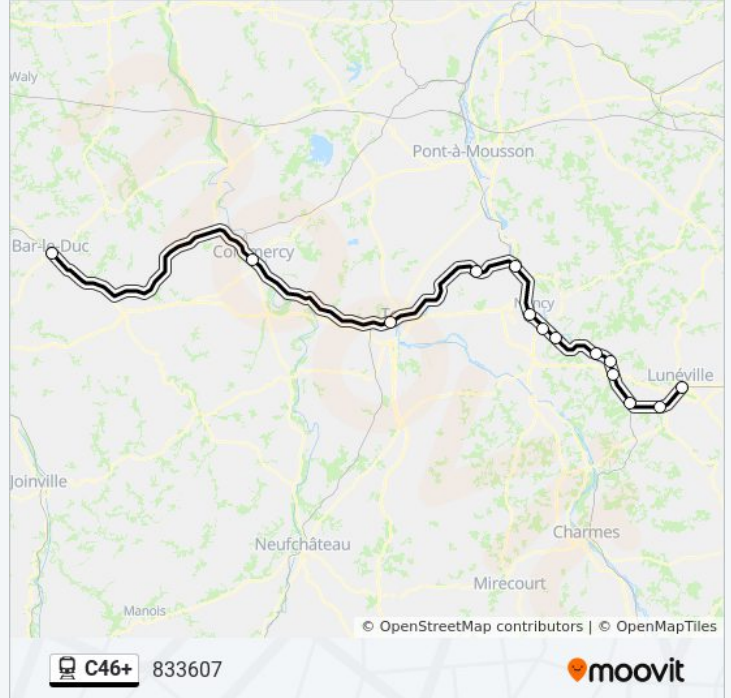 Waly
Pont-à-Mousson
Bar-le-Duc
Commercy
Nancy
Lunéville
Joinville
Charmes
Neufchâteau
Mirecourt
Manois
© OpenStreetMap contributors | © OpenMapTiles
C46+ 833607 moovit